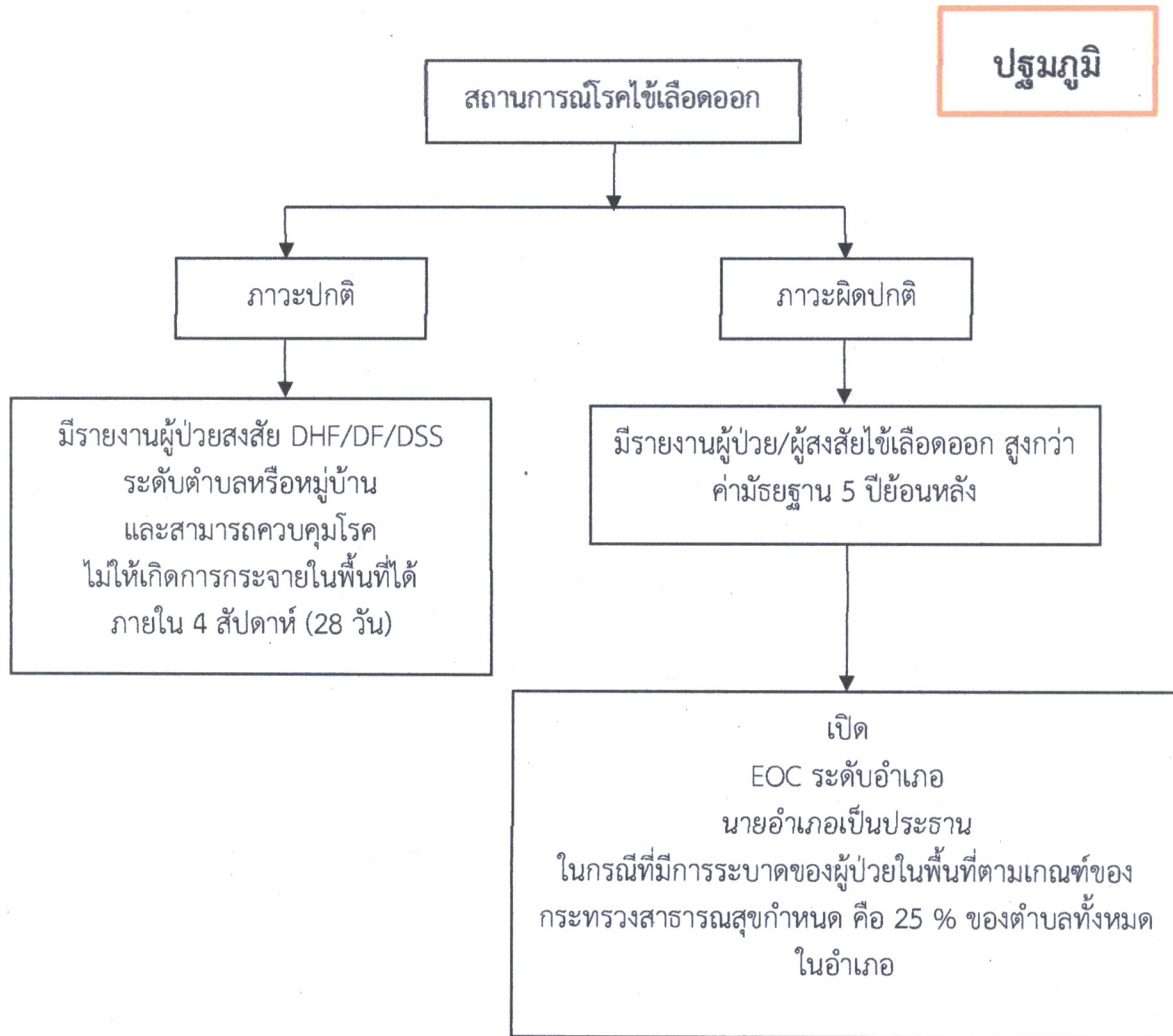 ปฐมภูมิ
สถานการณ์โรคไข้เลือดออก
ภาวะปกติ
ภาวะผิดปกติ
มีรายงานผู้ป่วยสงสัย DHF/DF/DSS
ระดับตำบลหรือหมู่บ้าน
และสามารถควบคุมโรค
ไม่ให้เกิดการกระจายในพื้นที่ได้
ภายใน 4 สัปดาห์ (28 วัน)
มีรายงานผู้ป่วย/ผู้สงสัยไข้เลือดออก สูงกว่า
ค่ามัธยฐาน 5 ปีย้อนหลัง
เปิด
EOC ระดับอำเภอ
นายอำเภอเป็นประธาน
ในกรณีที่มีการระบาดของผู้ป่วยในพื้นที่ตามเกณฑ์ของ
กระทรวงสาธารณสุขกำหนด คือ 25 % ของตำบลทั้งหมด
ในอำเภอ